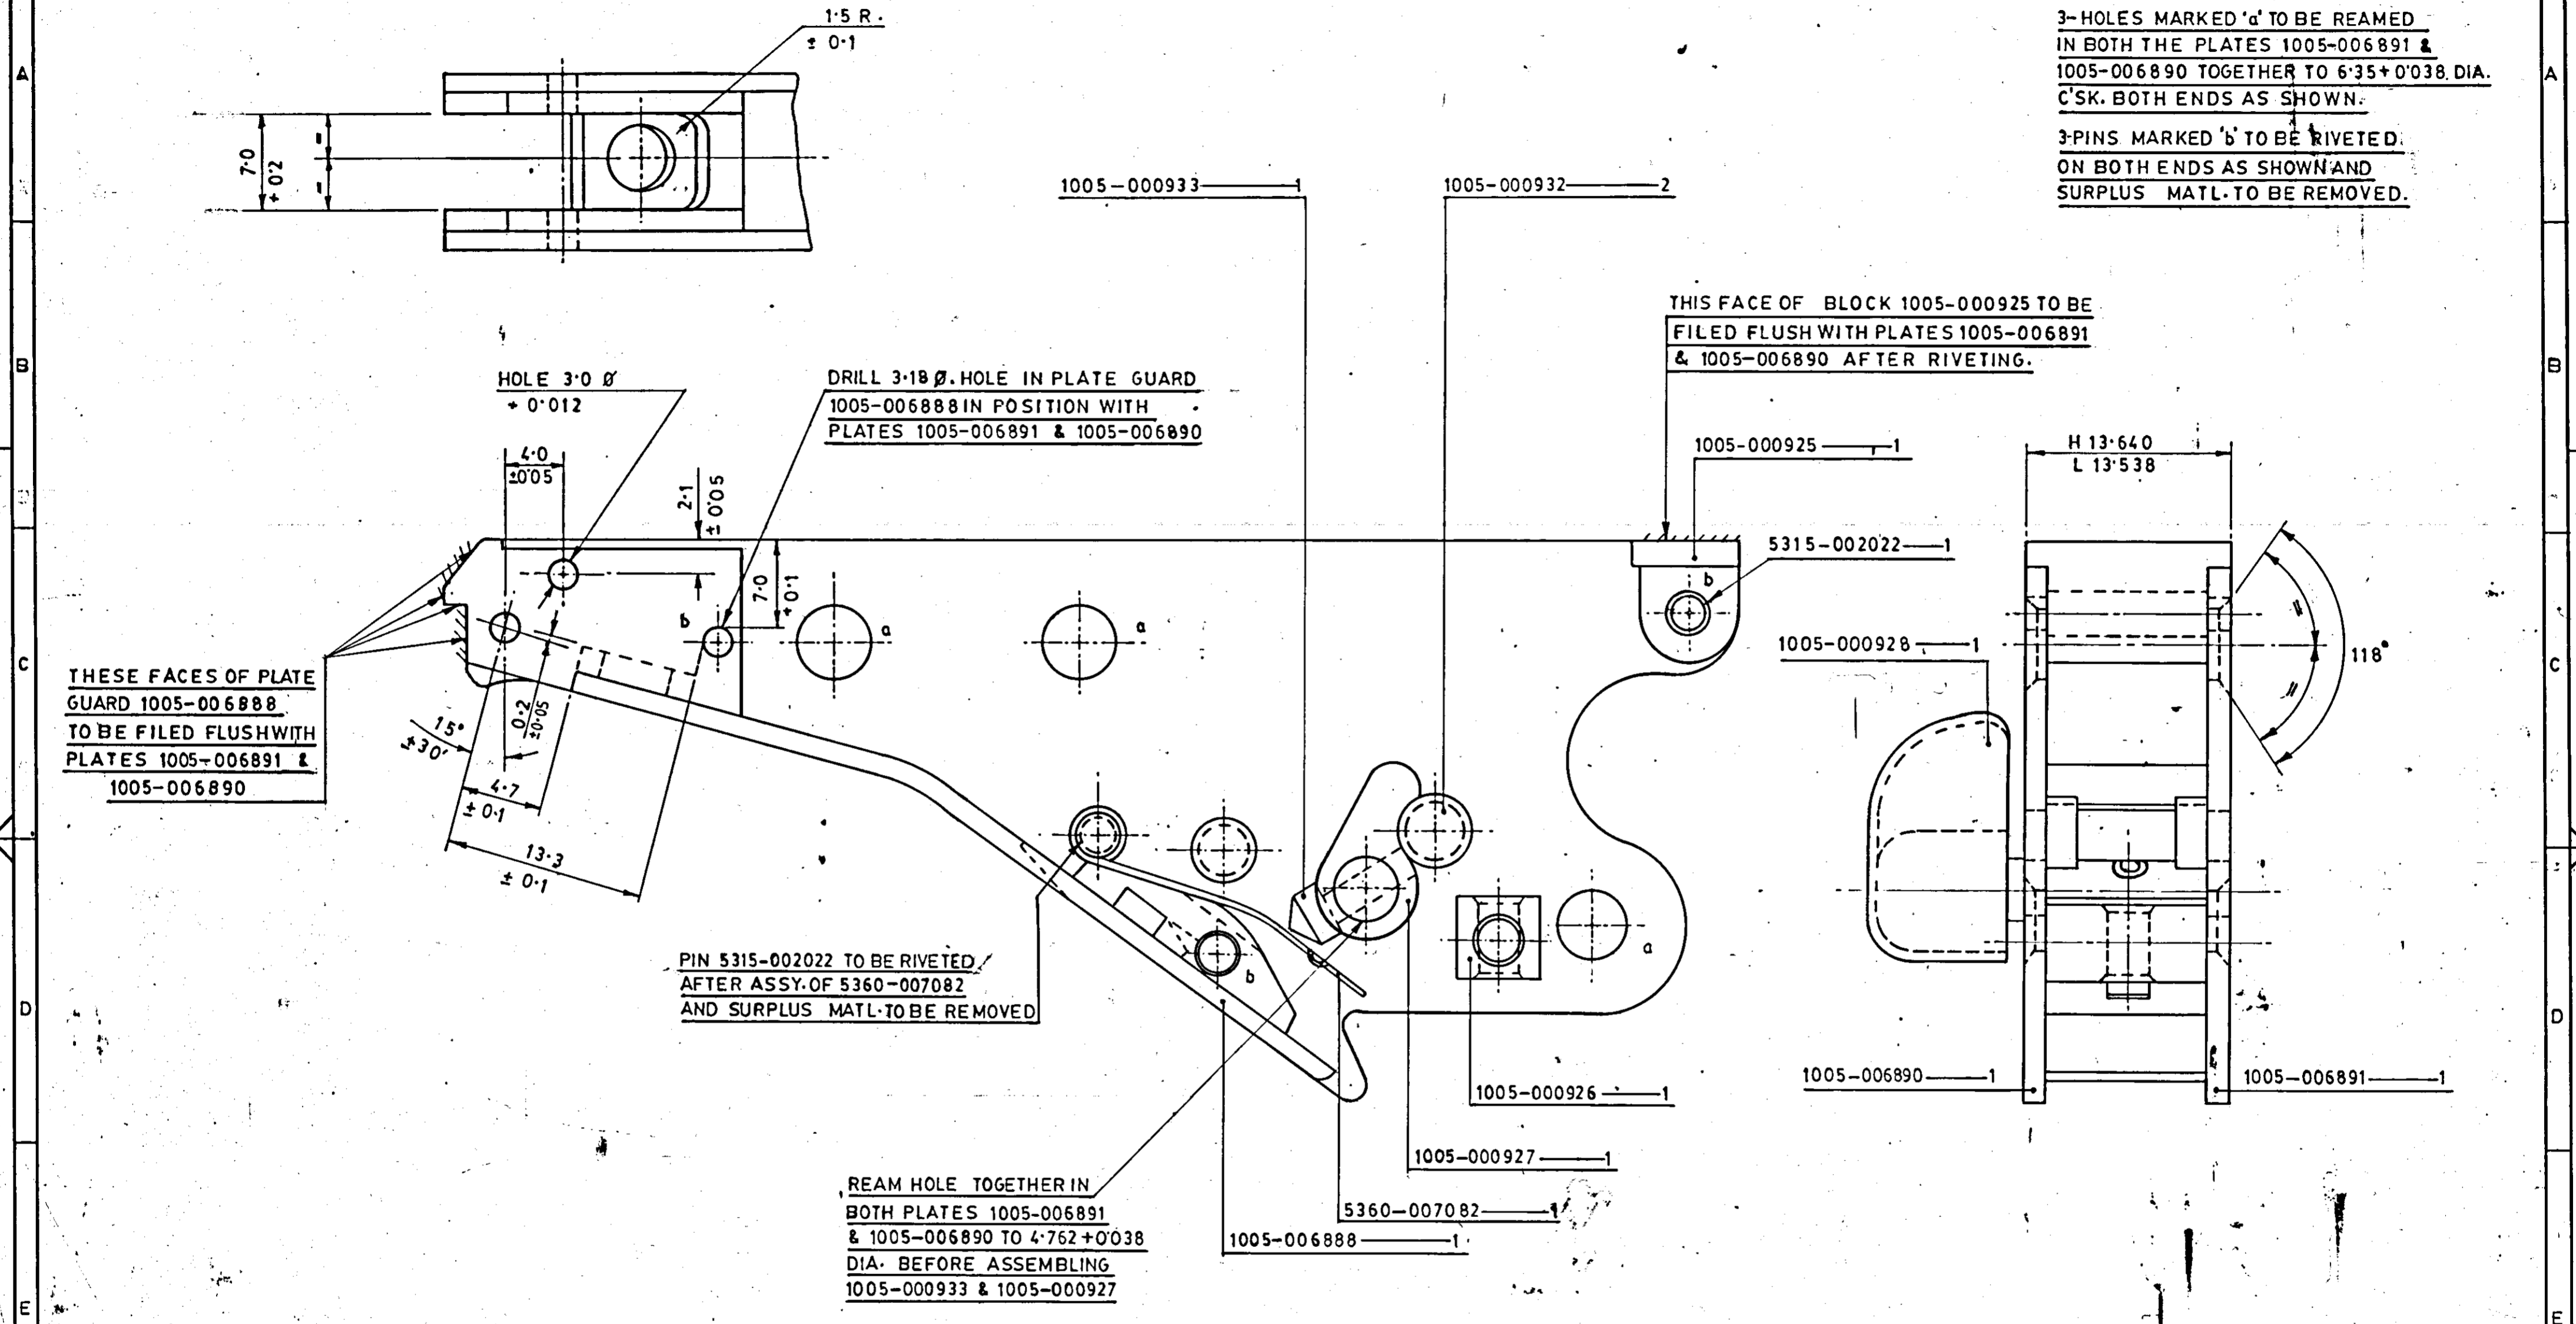 1·5 R.
± 0·1
3-HOLES MARKED 'a' TO BE REAMED
IN BOTH THE PLATES 1005-006891 &
1005-006890 TOGETHER TO 6·35+0·038 DIA.
C'SK. BOTH ENDS AS SHOWN.
3-PINS MARKED 'b' TO BE RIVETED
ON BOTH ENDS AS SHOWN AND
SURPLUS MATL. TO BE REMOVED.
A
A
7·0
+ 0·2
=
=
1005-000933 1
1005-000932 2
THIS FACE OF BLOCK 1005-000925 TO BE
FILED FLUSH WITH PLATES 1005-006891
& 1005-006890 AFTER RIVETING.
B
B
HOLE 3·0 Ø
+ 0·012
DRILL 3·18 Ø. HOLE IN PLATE GUARD
1005-006888 IN POSITION WITH
PLATES 1005-006891 & 1005-006890
4·0
±0·05
2·1
± 0·05
7·0
+ 0·1
1005-000925 1
H 13·640
L 13·538
5315-002022 1
b
b
a
a
1005-000928 1
=
=
118°
C
C
THESE FACES OF PLATE
GUARD 1005-006888
TO BE FILED FLUSH WITH
PLATES 1005-006891 &
1005-006890
15°
±30'
0·2
±0·05
4·7
± 0·1
13·3
± 0·1
PIN 5315-002022 TO BE RIVETED
AFTER ASSY. OF 5360-007082
AND SURPLUS MATL. TO BE REMOVED
b
a
D
D
1005-006890 1
1005-006891 1
1005-000926 1
1005-000927 1
5360-007082 1
1005-006888 1
REAM HOLE TOGETHER IN
BOTH PLATES 1005-006891
& 1005-006890 TO 4·762+0·038
DIA. BEFORE ASSEMBLING
1005-000933 & 1005-000927
E
E